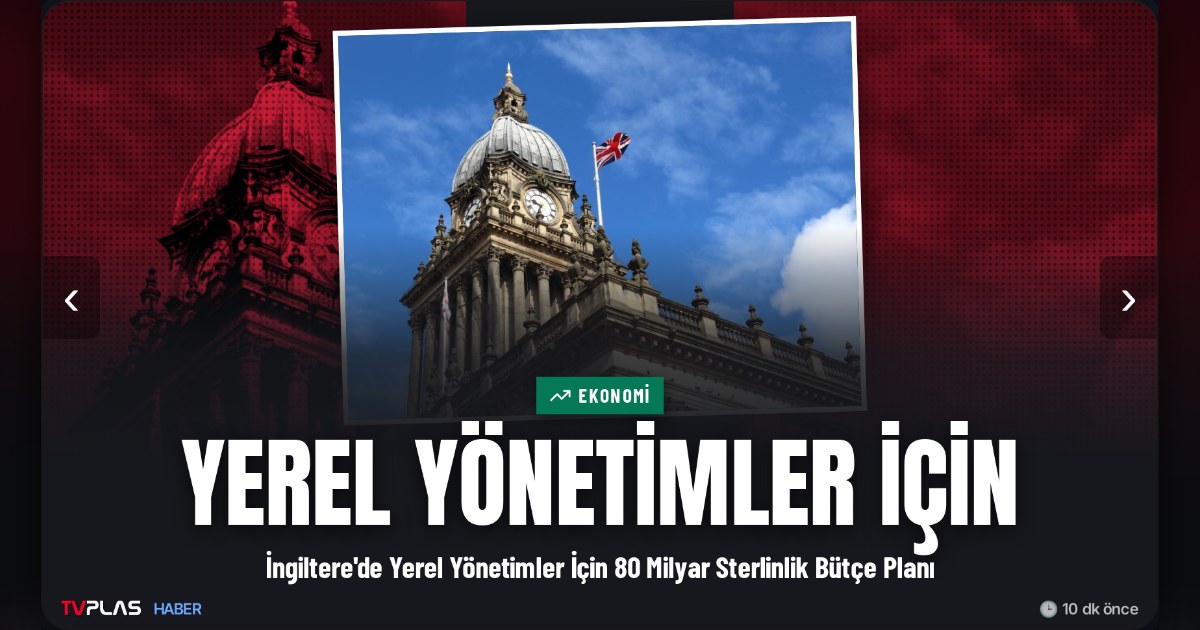 EKONOMİ
YEREL YÖNETİMLER İÇİN
İngiltere'de Yerel Yönetimler İçin 80 Milyar Sterlinlik Bütçe Planı
TVPLAS HABER
10 dk önce